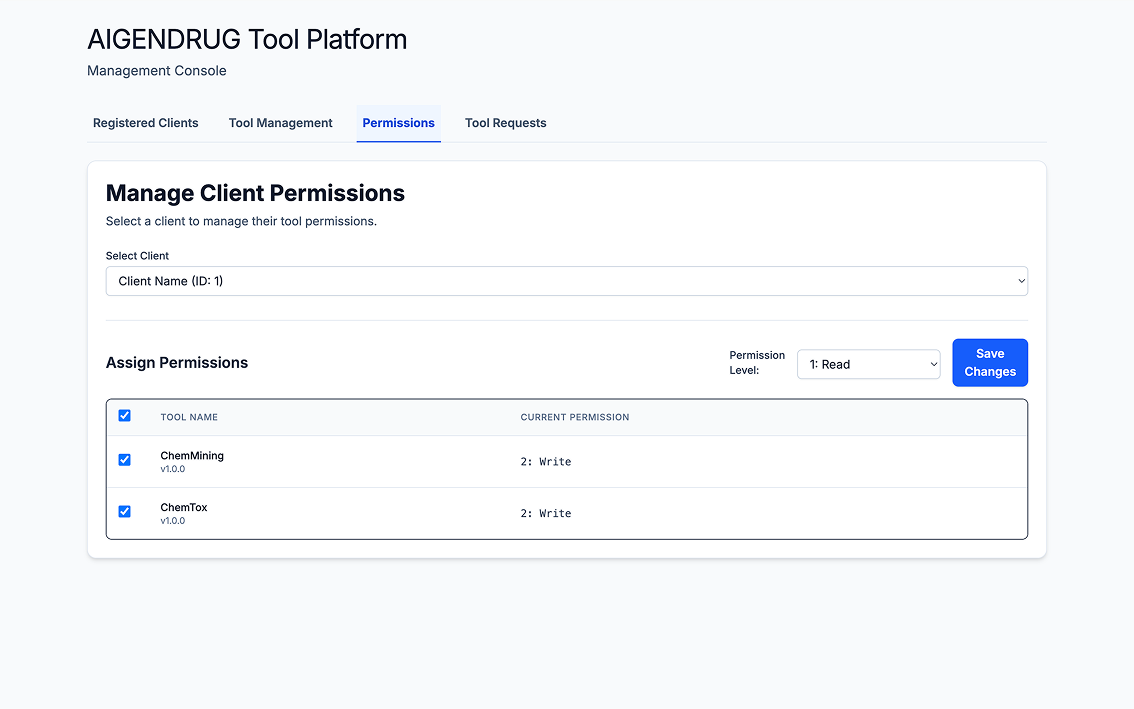 AIGENDRUG Tool Platform
Management Console
Registered Clients Tool Management Permissions Tool Requests
Manage Client Permissions
Select a client to manage their tool permissions.
Select Client
Client Name (ID: 1)
Assign Permissions
Permission
Level:
1: Read
Save
Changes
TOOL NAME CURRENT PERMISSION
ChemMining
v1.0.0
2: Write
ChemTox
v1.0.0
2: Write